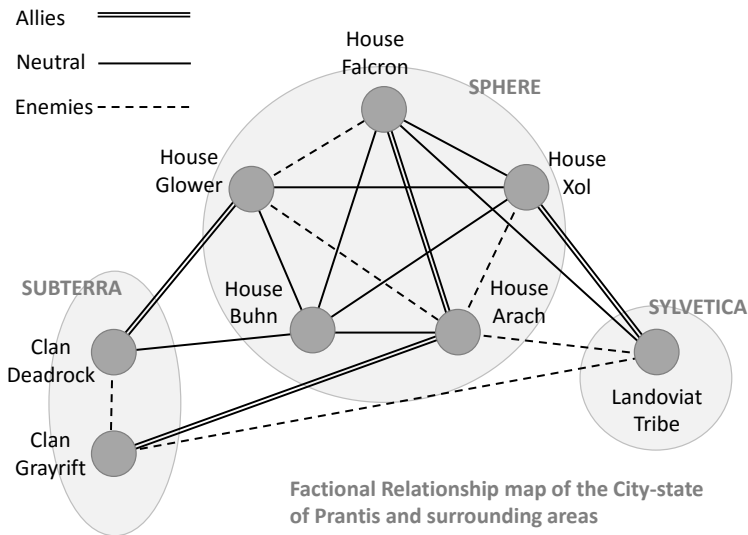 Allies
Neutral
Enemies
House
Falcron
SPHERE
House
Glower
House
Xol
SUBTERRA
House
Buhn
House
Arach
SYLVETICA
Clan
Deadrock
Landoviat
Tribe
Clan
Grayrift
Factional Relationship map of the City-state
of Prantis and surrounding areas